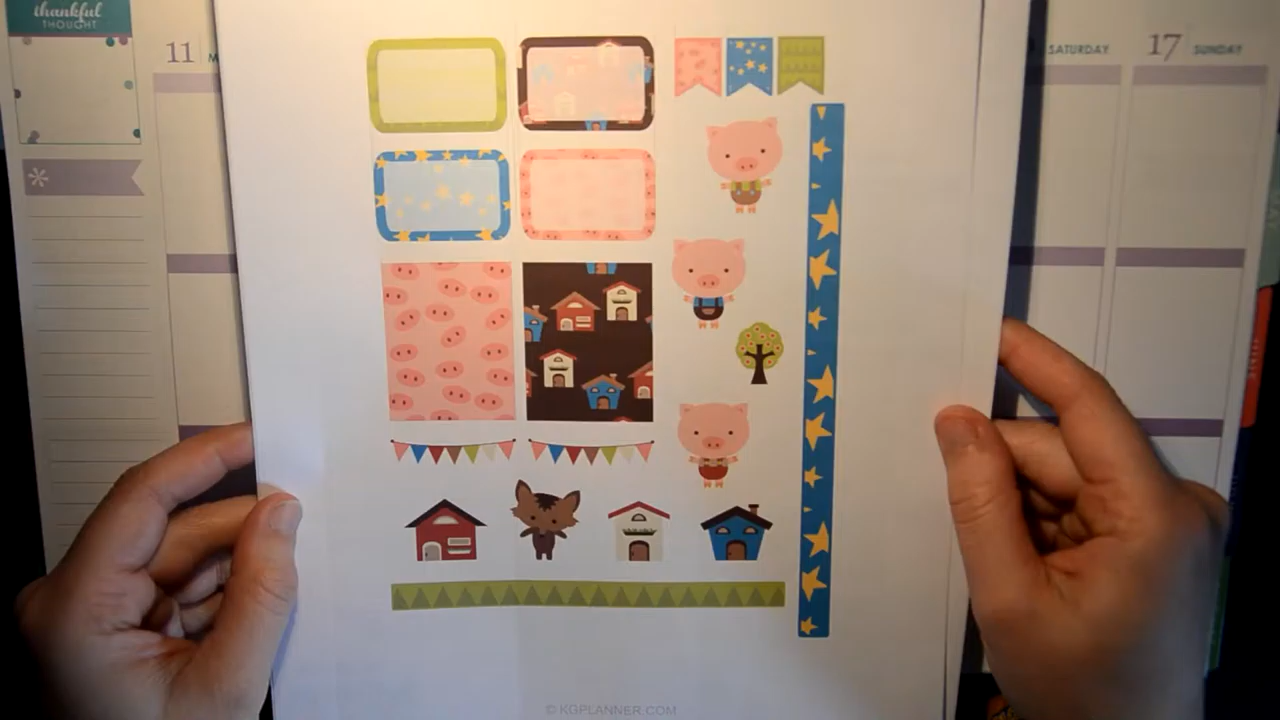 thankful
THOUGHT
11 M
SATURDAY
17 SUNDAY
© KGPLANNER.COM